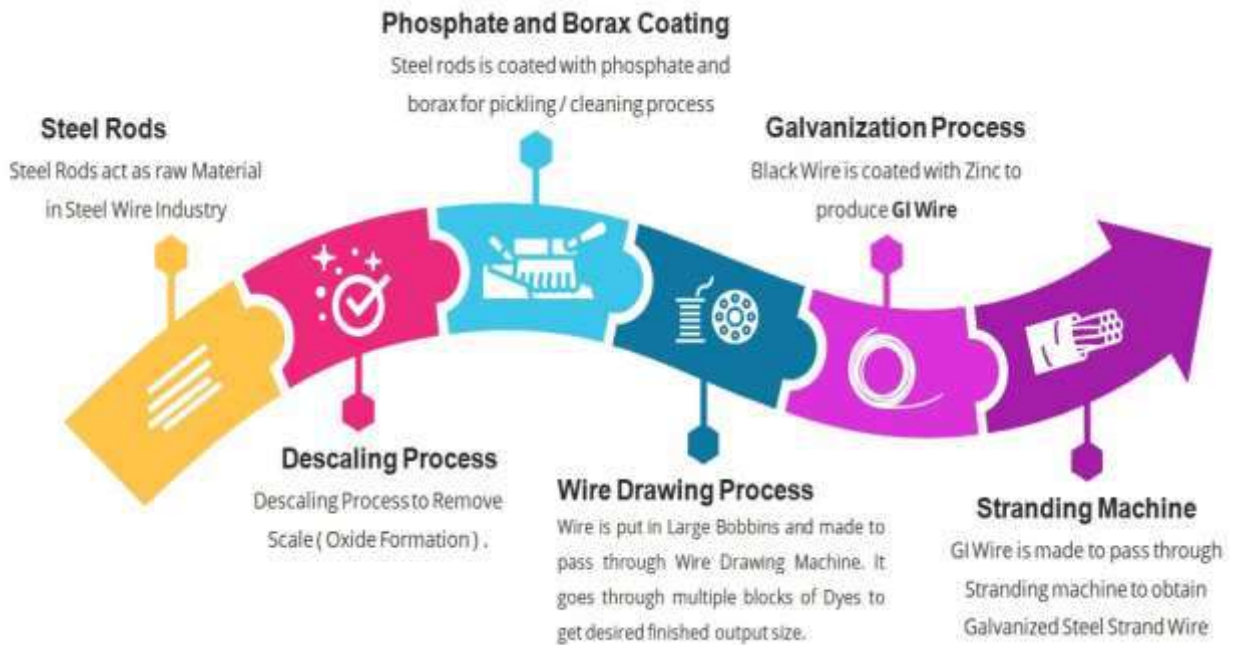 Steel Rods
Steel Rods act as raw Material
in Steel Wire Industry
Descaling Process
Descaling Process to Remove
Scale ( Oxide Formation ) .
Phosphate and Borax Coating
Steel rods is coated with phosphate and
borax for pickling / cleaning process
Wire Drawing Process
Wire is put in Large Bobbins and made to
pass through Wire Drawing Machine. It
goes through multiple blocks of Dyes to
get desired finished output size.
Galvanization Process
Black Wire is coated with Zinc to
produce GI Wire
Stranding Machine
GI Wire is made to pass through
Stranding machine to obtain
Galvanized Steel Strand Wire